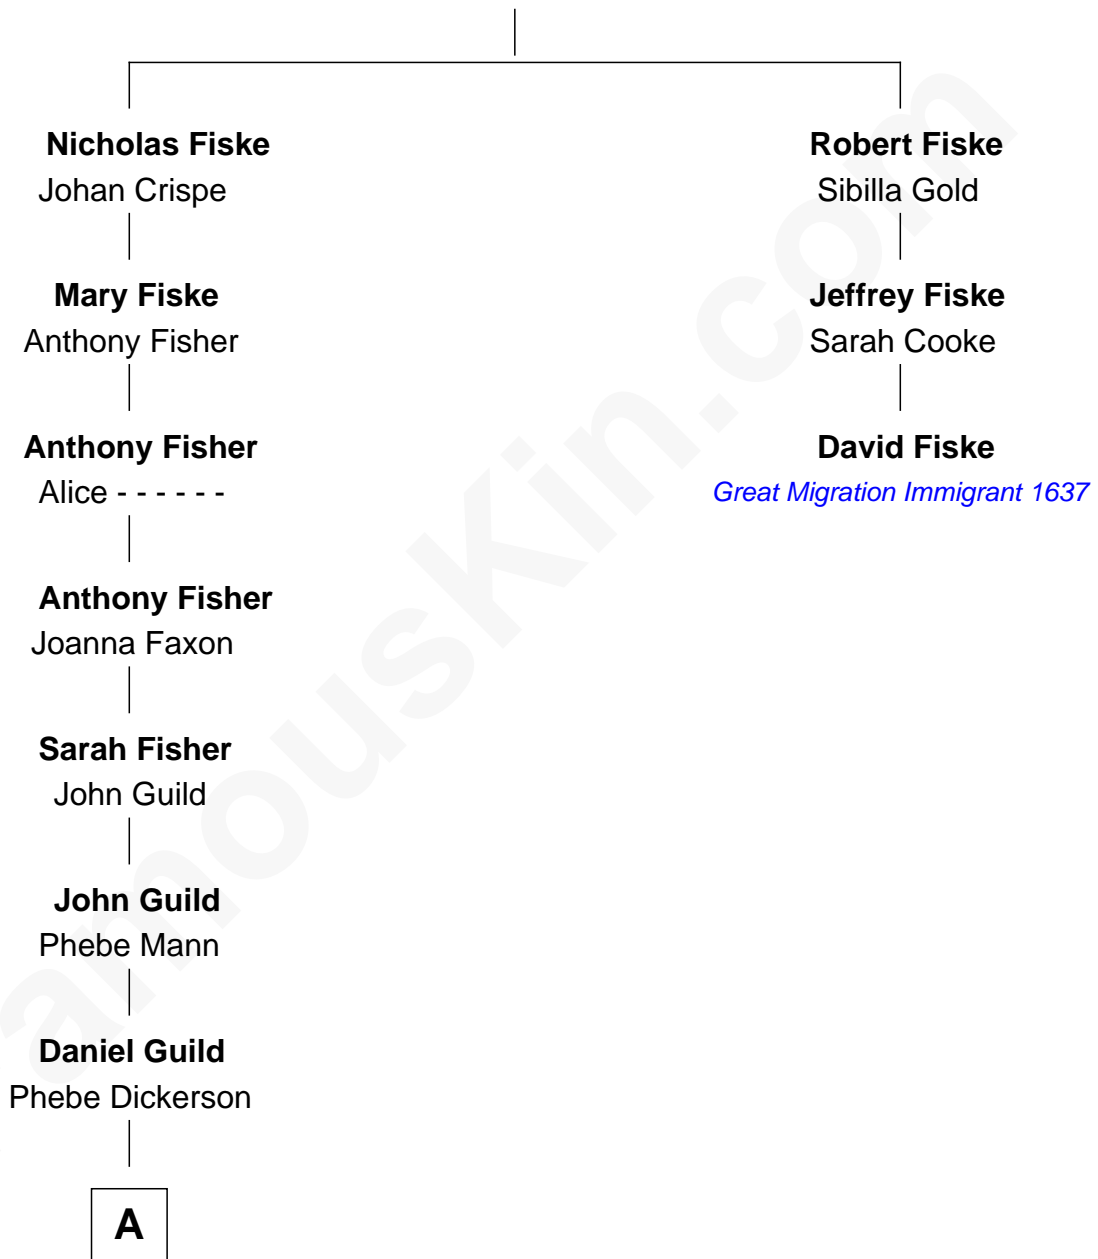 Nicholas Fiske
Johan Crispe
Mary Fiske
Anthony Fisher
Anthony Fisher
Alice - - - - - -
Anthony Fisher
Joanna Faxon
Sarah Fisher
John Guild
John Guild
Phebe Mann
Daniel Guild
Phebe Dickerson
A
Robert Fiske
Sibilla Gold
Jeffrey Fiske
Sarah Cooke
David Fiske
Great Migration Immigrant 1637
amouskin.com